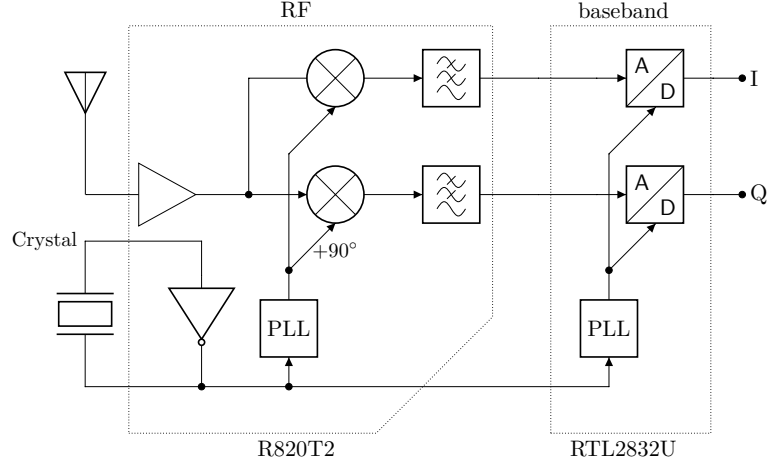 RF
baseband
A
D
I
A
D
Q
Crystal
+90°
PLL
PLL
R820T2
RTL2832U